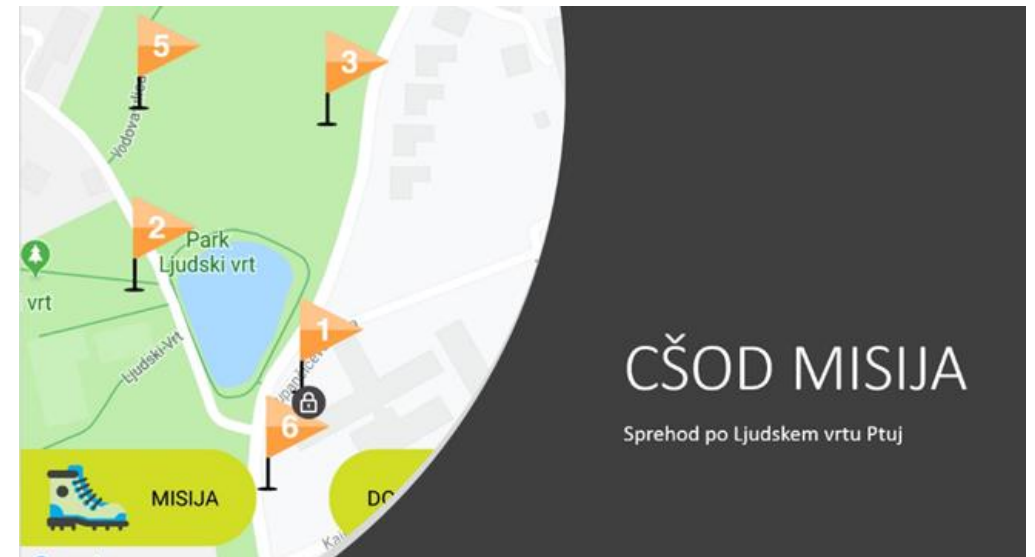 5
3
Vodova
ulica
2
Park
Ljudski vrt
vrt
Ljudski-Vrt
1
6
MISIJA
CŠOD MISIJA
Sprehod po Ljudskem vrtu Ptuj